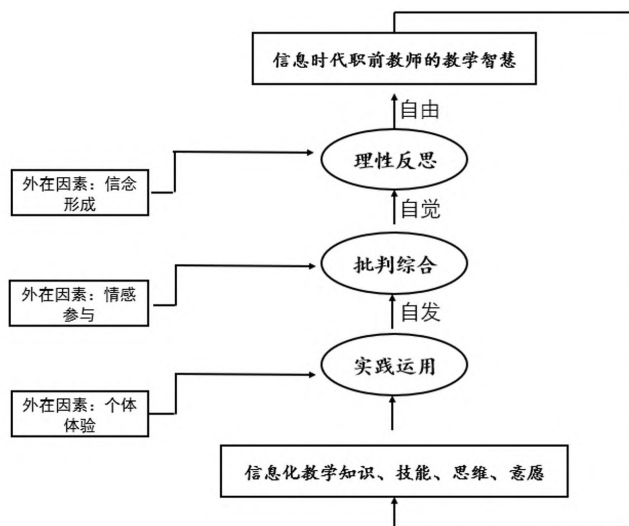 信息时代职前教师的教学智慧
自由
理性反思
外在因素：信念
形成
自觉
批判综合
外在因素：情感
参与
自发
实践运用
外在因素：个体
体验
信息化教学知识、技能、思维、意愿